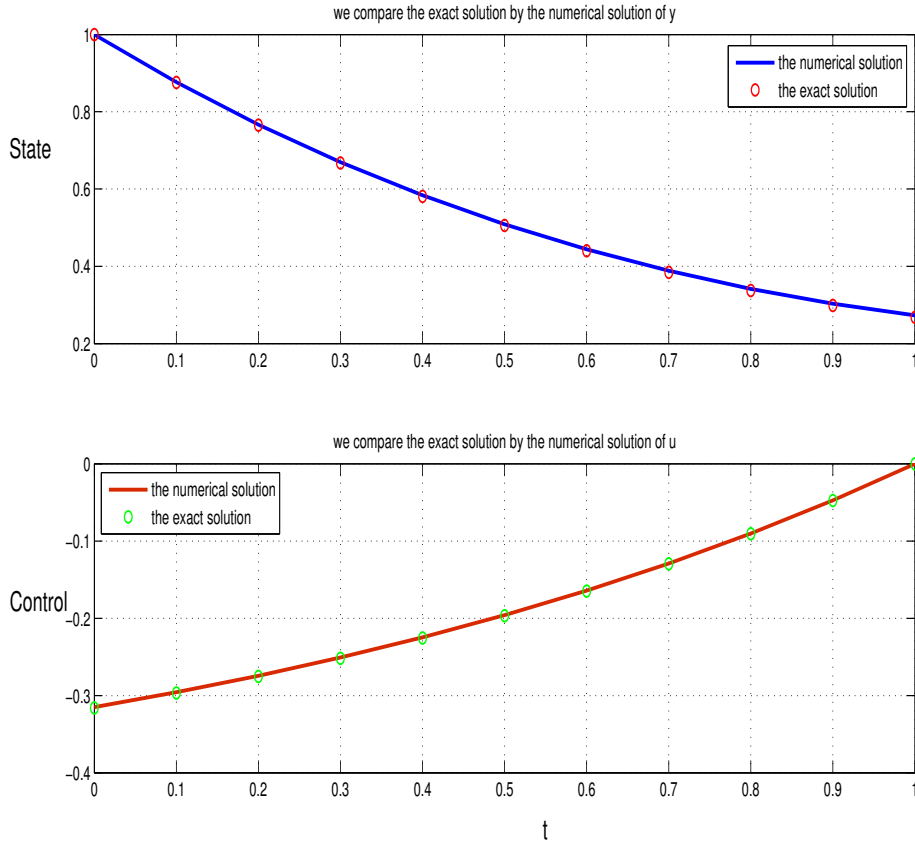 we compare the exact solution by the numerical solution of y
1
0.8
0.6
0.4
0.2
State
the numerical solution
the exact solution
0 0.1 0.2 0.3 0.4 0.5 0.6 0.7 0.8 0.9 1
we compare the exact solution by the numerical solution of u
0
−0.1
−0.2
−0.3
−0.4
Control
the numerical solution
the exact solution
0 0.1 0.2 0.3 0.4 0.5 0.6 0.7 0.8 0.9 1
t